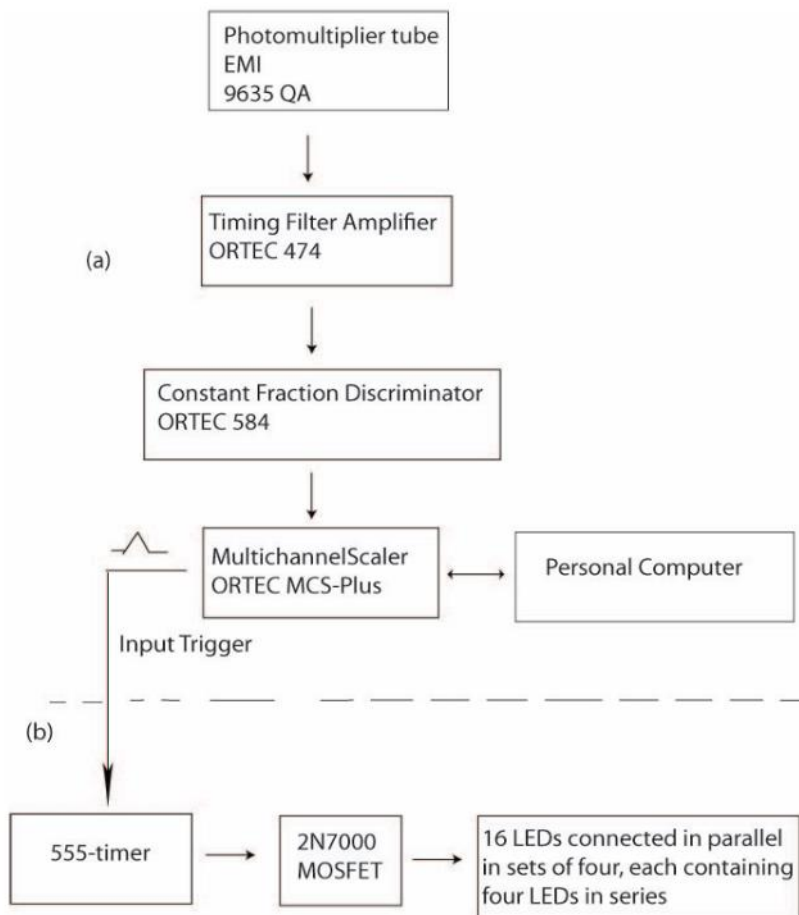 Photomultiplier tube
EMI
9635 QA
Timing Filter Amplifier
ORTEC 474
(a)
Constant Fraction Discriminator
ORTEC 584
MultichannelScaler
ORTEC MCS-Plus
Personal Computer
Input Trigger
(b)
555-timer
2N7000
MOSFET
16 LEDs connected in parallel
in sets of four, each containing
four LEDs in series